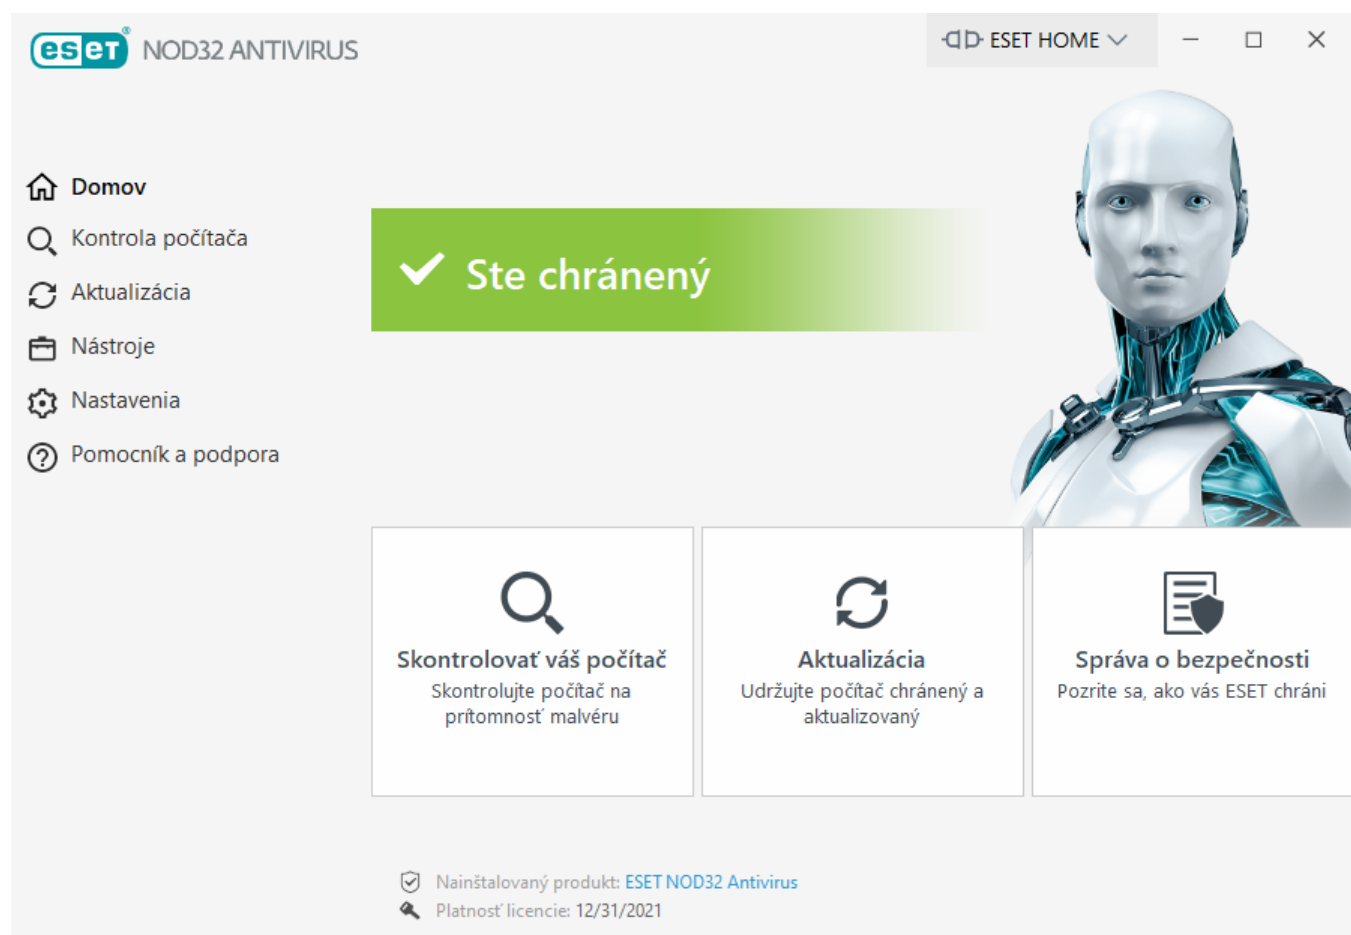 eset® NOD32 ANTIVIRUS
ESET HOME
Domov
Kontrola počítača
Aktualizácia
Nástroje
Nastavenia
Pomocník a podpora
Ste chránený
Skontrolovať váš počítač
Skontrolujte počítač na
prítomnosť malvéru
Aktualizácia
Udržujte počítač chránený a
aktualizovaný
Správa o bezpečnosti
Pozrite sa, ako vás ESET chráni
Nainštalovaný produkt: ESET NOD32 Antivirus
Platnosť licencie: 12/31/2021